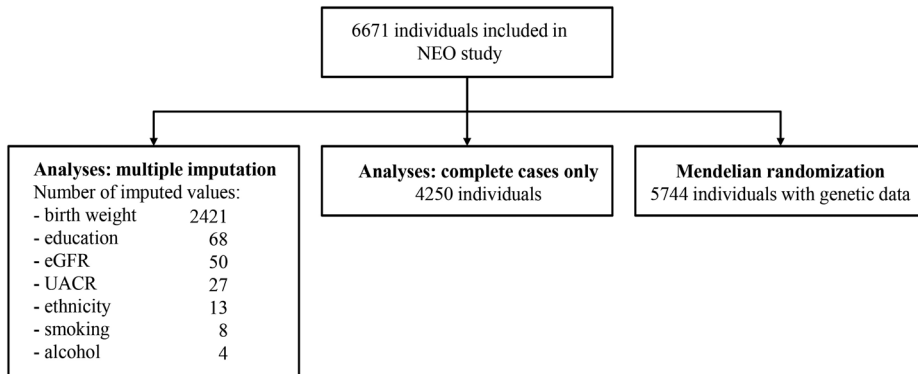 6671 individuals included in
NEO study
Analyses: multiple imputation
Number of imputed values:
- birth weight 2421
- education 68
- eGFR 50
- UACR 27
- ethnicity 13
- smoking 8
- alcohol 4
Analyses: complete cases only
4250 individuals
Mendelian randomization
5744 individuals with genetic data